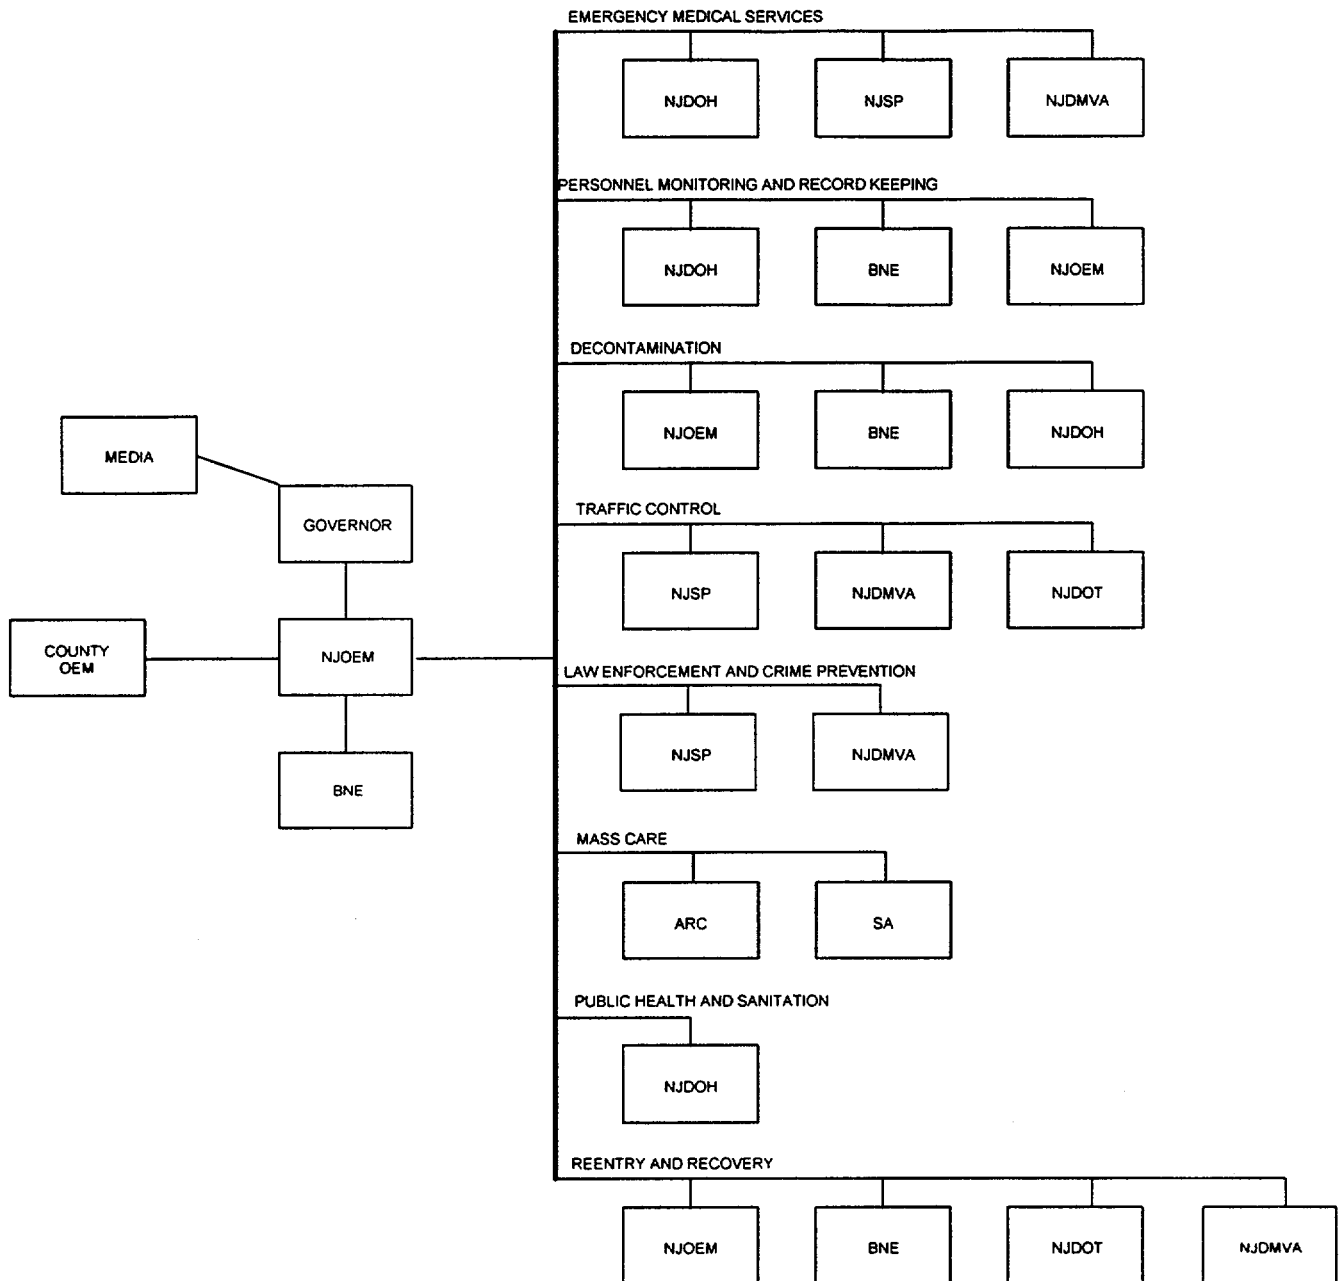 EMERGENCY MEDICAL SERVICES
NJDOH
NJSP
NJDMVA
PERSONNEL MONITORING AND RECORD KEEPING
NJDOH
BNE
NJOEM
DECONTAMINATION
NJOEM
BNE
NJDOH
MEDIA
GOVERNOR
TRAFFIC CONTROL
NJSP
NJDMVA
NJDOT
COUNTY
OEM
NJOEM
BNE
LAW ENFORCEMENT AND CRIME PREVENTION
NJSP
NJDMVA
MASS CARE
ARC
SA
PUBLIC HEALTH AND SANITATION
NJDOH
REENTRY AND RECOVERY
NJOEM
BNE
NJDOT
NJDMVA